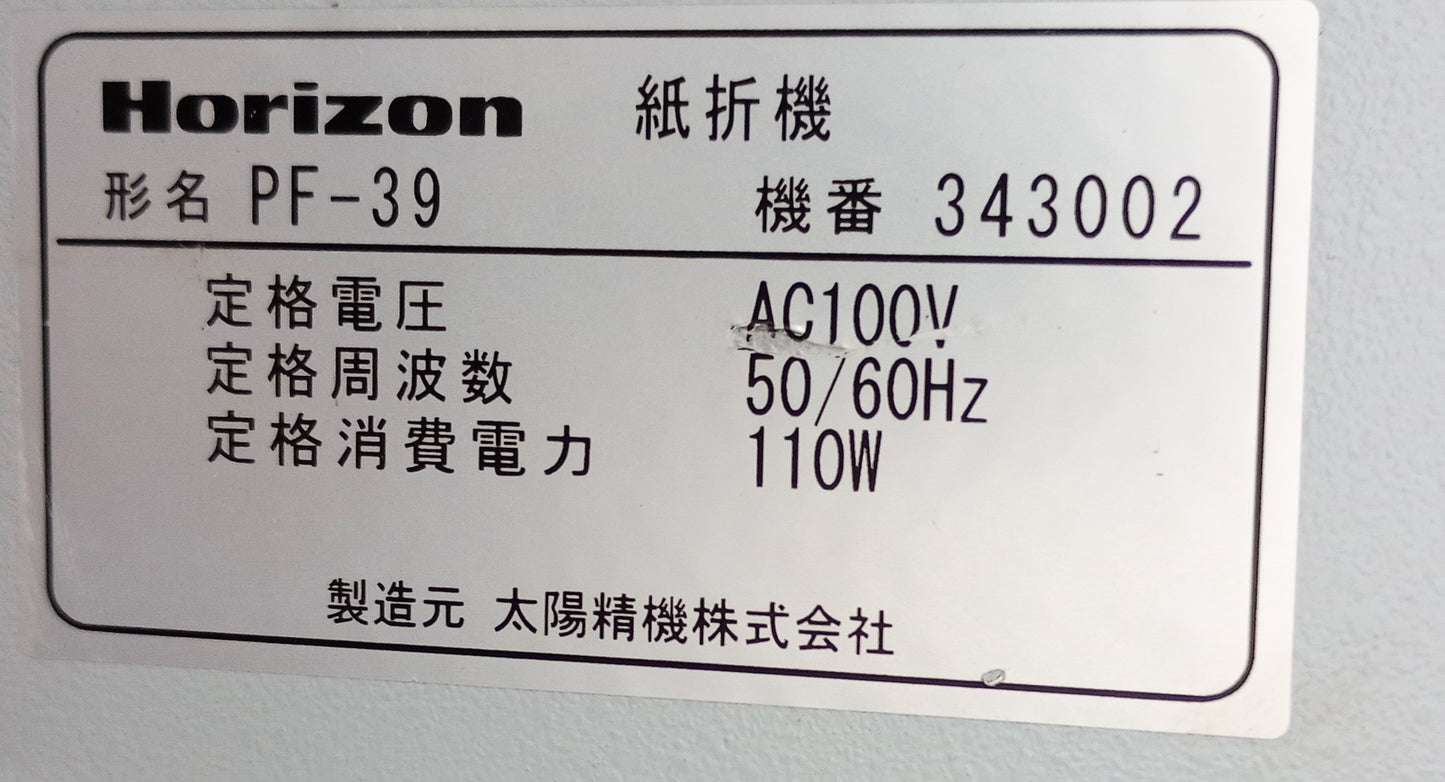 Horizon 紙折機
形名 PF-39 機番 343002
定格電圧 AC100V
定格周波数 50/60Hz
定格消費電力 110W
製造元 太陽精機株式会社